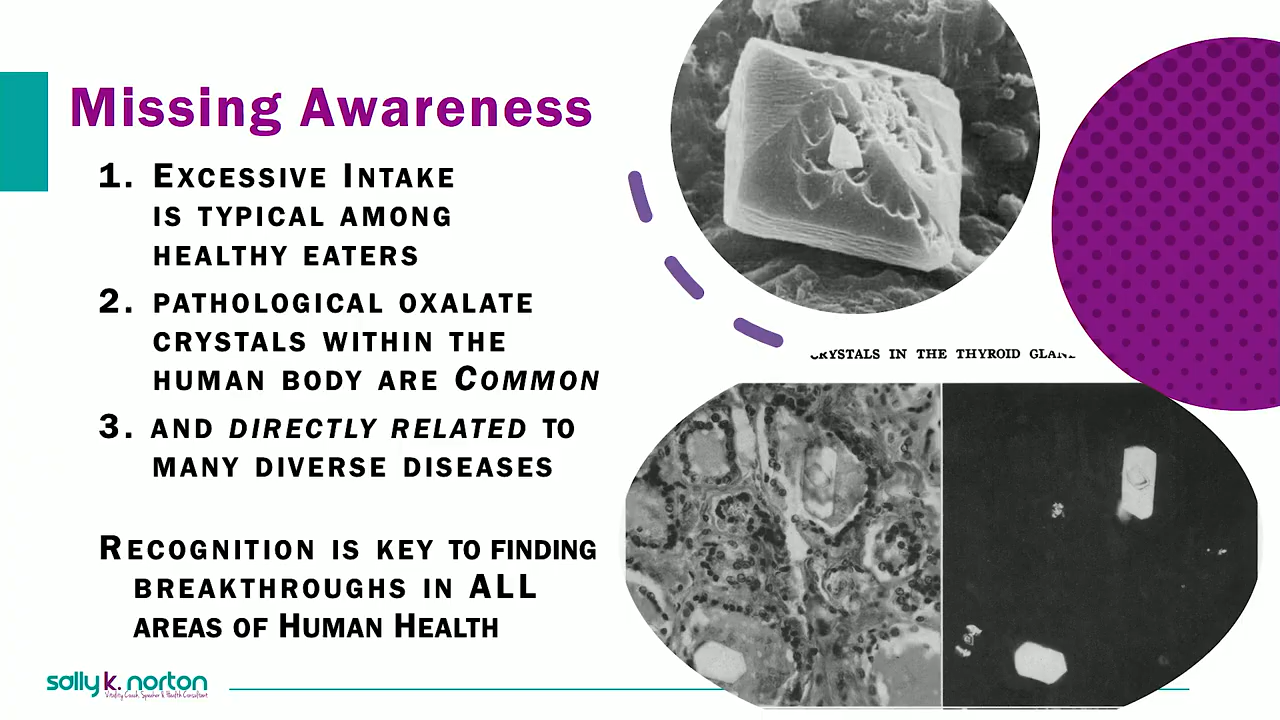 Missing Awareness
1. EXCESSIVE INTAKE
IS TYPICAL AMONG
HEALTHY EATERS
2. PATHOLOGICAL OXALATE
CRYSTALS WITHIN THE
HUMAN BODY ARE COMMON
3. AND DIRECTLY RELATED TO
MANY DIVERSE DISEASES
RECOGNITION IS KEY TO FINDING
BREAKTHROUGHS IN ALL
AREAS OF HUMAN HEALTH
CRYSTALS IN THE THYROID GLAND
sally k. norton
Vitality Coach, Speaker & Health Consultant